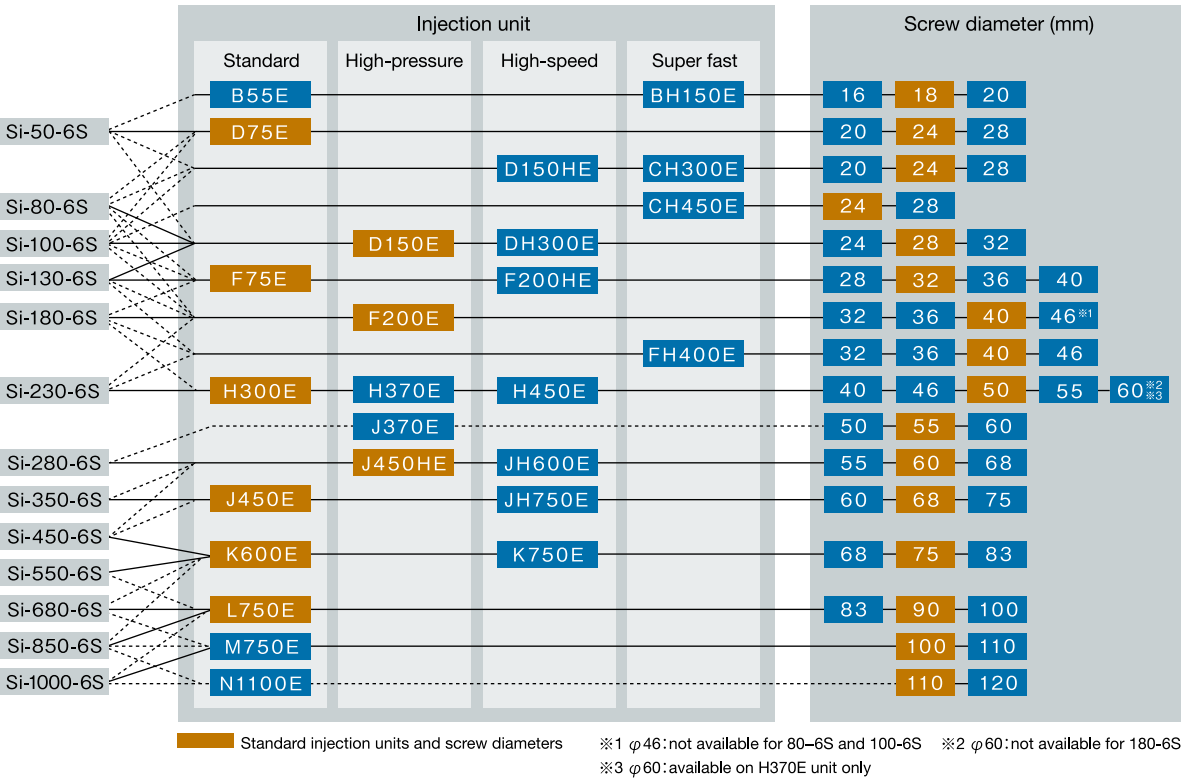 Injection unit Screw diameter (mm)
Standard High-pressure High-speed Super fast
B55E BH150E 16 18 20
Si-50-6S D75E 20 24 28
D150HE CH300E 20 24 28
Si-80-6S CH450E 24 28
Si-100-6S D150E DH300E 24 28 32
Si-130-6S F75E F200HE 28 32 36 40
Si-180-6S F200E 32 36 40 46※1
FH400E 32 36 40 46
Si-230-6S H300E H370E H450E 40 46 50 55 60※2※3
J370E 50 55 60
Si-280-6S J450HE JH600E 55 60 68
Si-350-6S J450E JH750E 60 68 75
Si-450-6S
K600E K750E 68 75 83
Si-550-6S
Si-680-6S L750E 83 90 100
Si-850-6S M750E 100 110
Si-1000-6S N1100E 110 120
Standard injection units and screw diameters ※1 φ46:not available for 80–6S and 100-6S ※2 φ60:not available for 180-6S
※3 φ60:available on H370E unit only